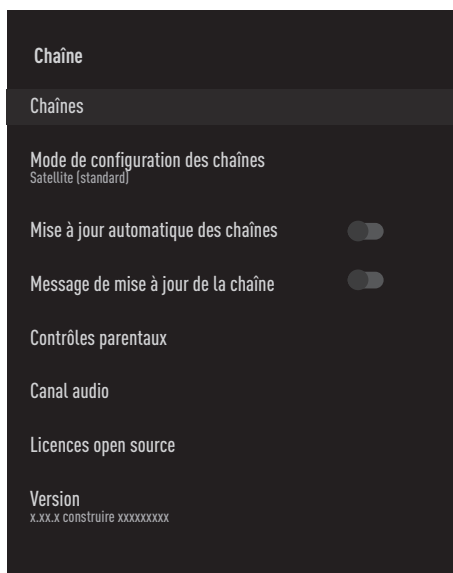 Chaîne
Chaînes
Mode de configuration des chaînes
Satellite (standard)
Mise à jour automatique des chaînes
Message de mise à jour de la chaîne
Contrôles parentaux
Canal audio
Licences open source
Version
x.xx.x construire xxxxxxxxx